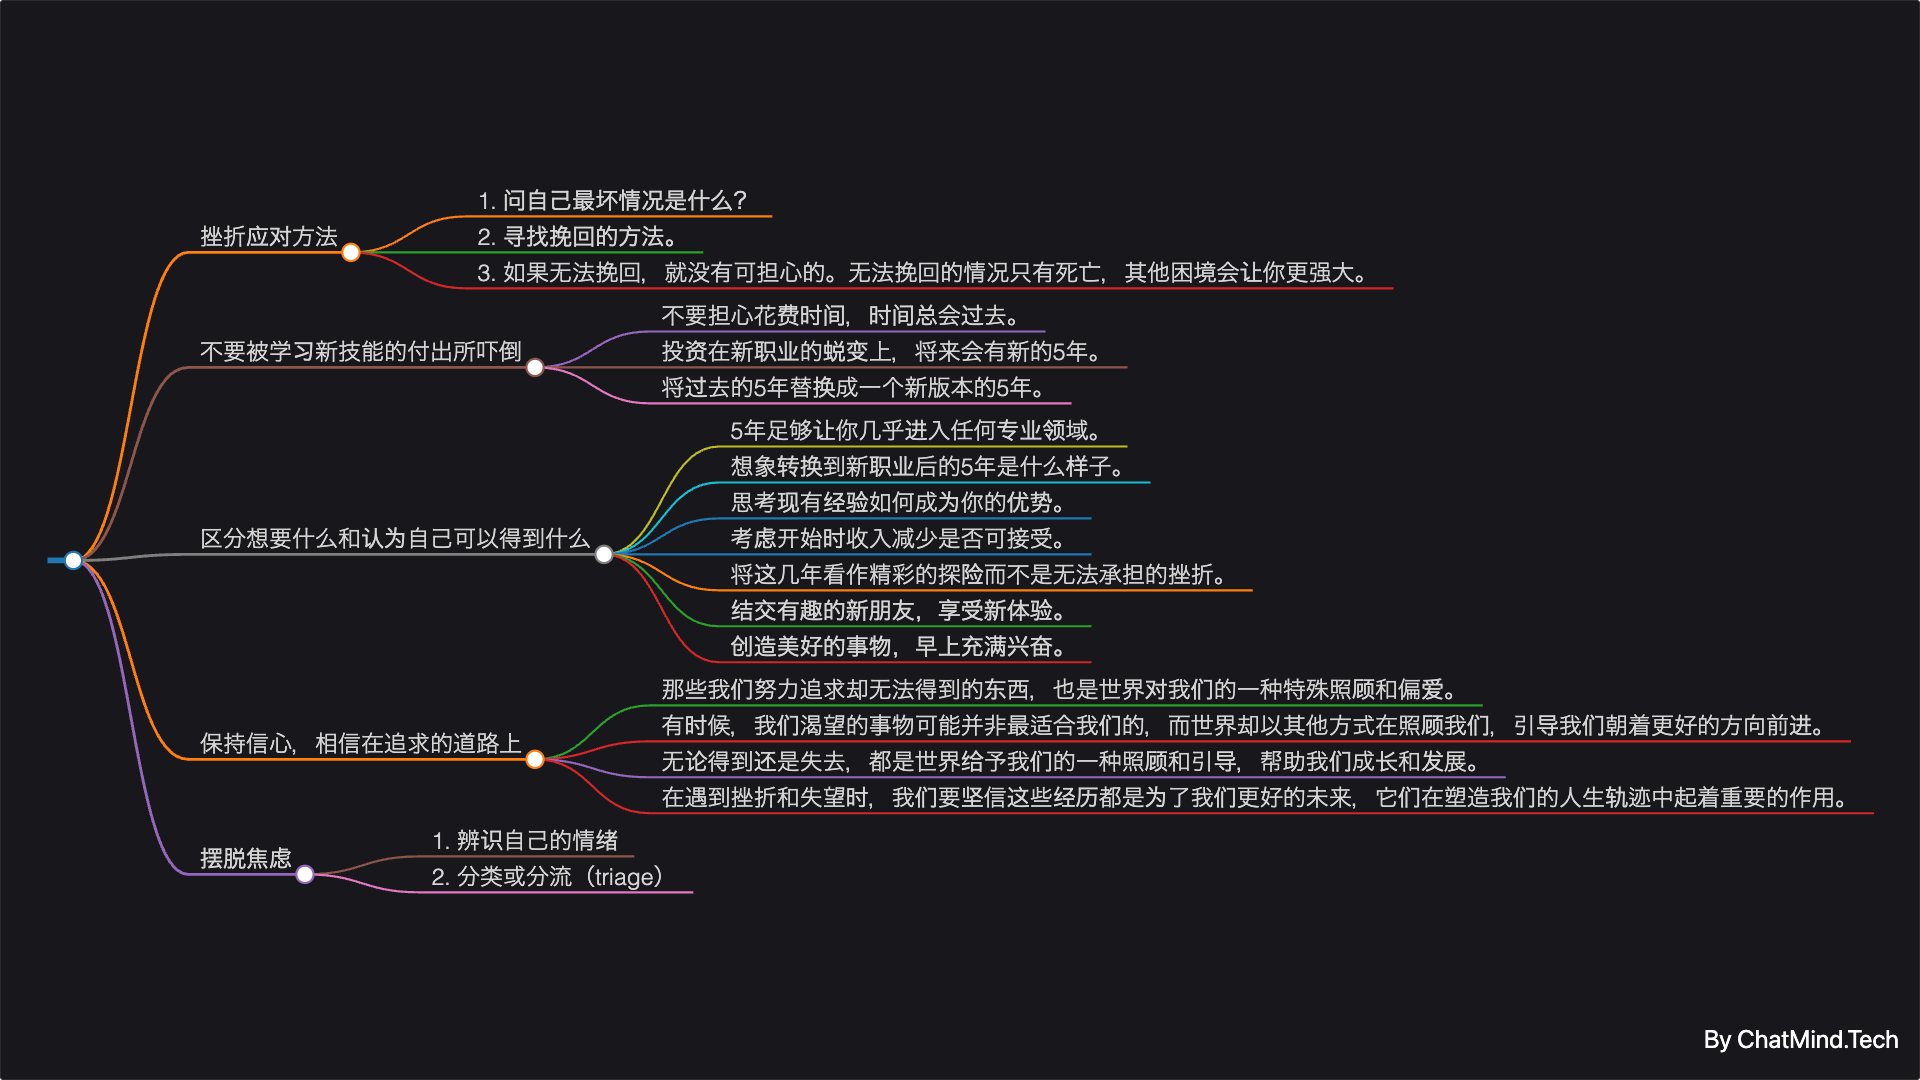 挫折应对方法
1. 问自己最坏情况是什么？
2. 寻找挽回的方法。
3. 如果无法挽回，就没有可担心的。无法挽回的情况只有死亡，其他困境会让你更强大。
不要被学习新技能的付出所吓倒
不要担心花费时间，时间总会过去。
投资在新职业的蜕变上，将来会有新的5年。
将过去的5年替换成一个新版本的5年。
区分想要什么和认为自己可以得到什么
5年足够让你几乎进入任何专业领域。
想象转换到新职业后的5年是什么样子。
思考现有经验如何成为你的优势。
考虑开始时收入减少是否可接受。
将这几年看作精彩的探险而不是无法承担的挫折。
结交有趣的新朋友，享受新体验。
创造美好的事物，早上充满兴奋。
保持信心，相信在追求的道路上
那些我们努力追求却无法得到的东西，也是世界对我们的一种特殊照顾和偏爱。
有时候，我们渴望的事物可能并非最适合我们的，而世界却以其他方式在照顾我们，引导我们朝着更好的方向前进。
无论得到还是失去，都是世界给予我们的一种照顾和引导，帮助我们成长和发展。
在遇到挫折和失望时，我们要坚信这些经历都是为了我们更好的未来，它们在塑造我们的人生轨迹中起着重要的作用。
摆脱焦虑
1. 辨识自己的情绪
2. 分类或分流（triage）
By ChatMind.Tech